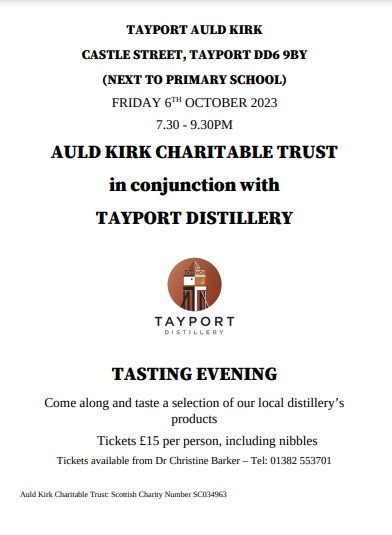 TAYPORT AULD KIRK
CASTLE STREET, TAYPORT DD6 9BY
(NEXT TO PRIMARY SCHOOL)
FRIDAY 6TH OCTOBER 2023
7.30 - 9.30PM
AULD KIRK CHARITABLE TRUST
in conjunction with
TAYPORT DISTILLERY
TAYPORT
DISTILLERY
TASTING EVENING
Come along and taste a selection of our local distillery’s
products
Tickets £15 per person, including nibbles
Tickets available from Dr Christine Barker – Tel: 01382 553701
Auld Kirk Charitable Trust: Scottish Charity Number SC034963